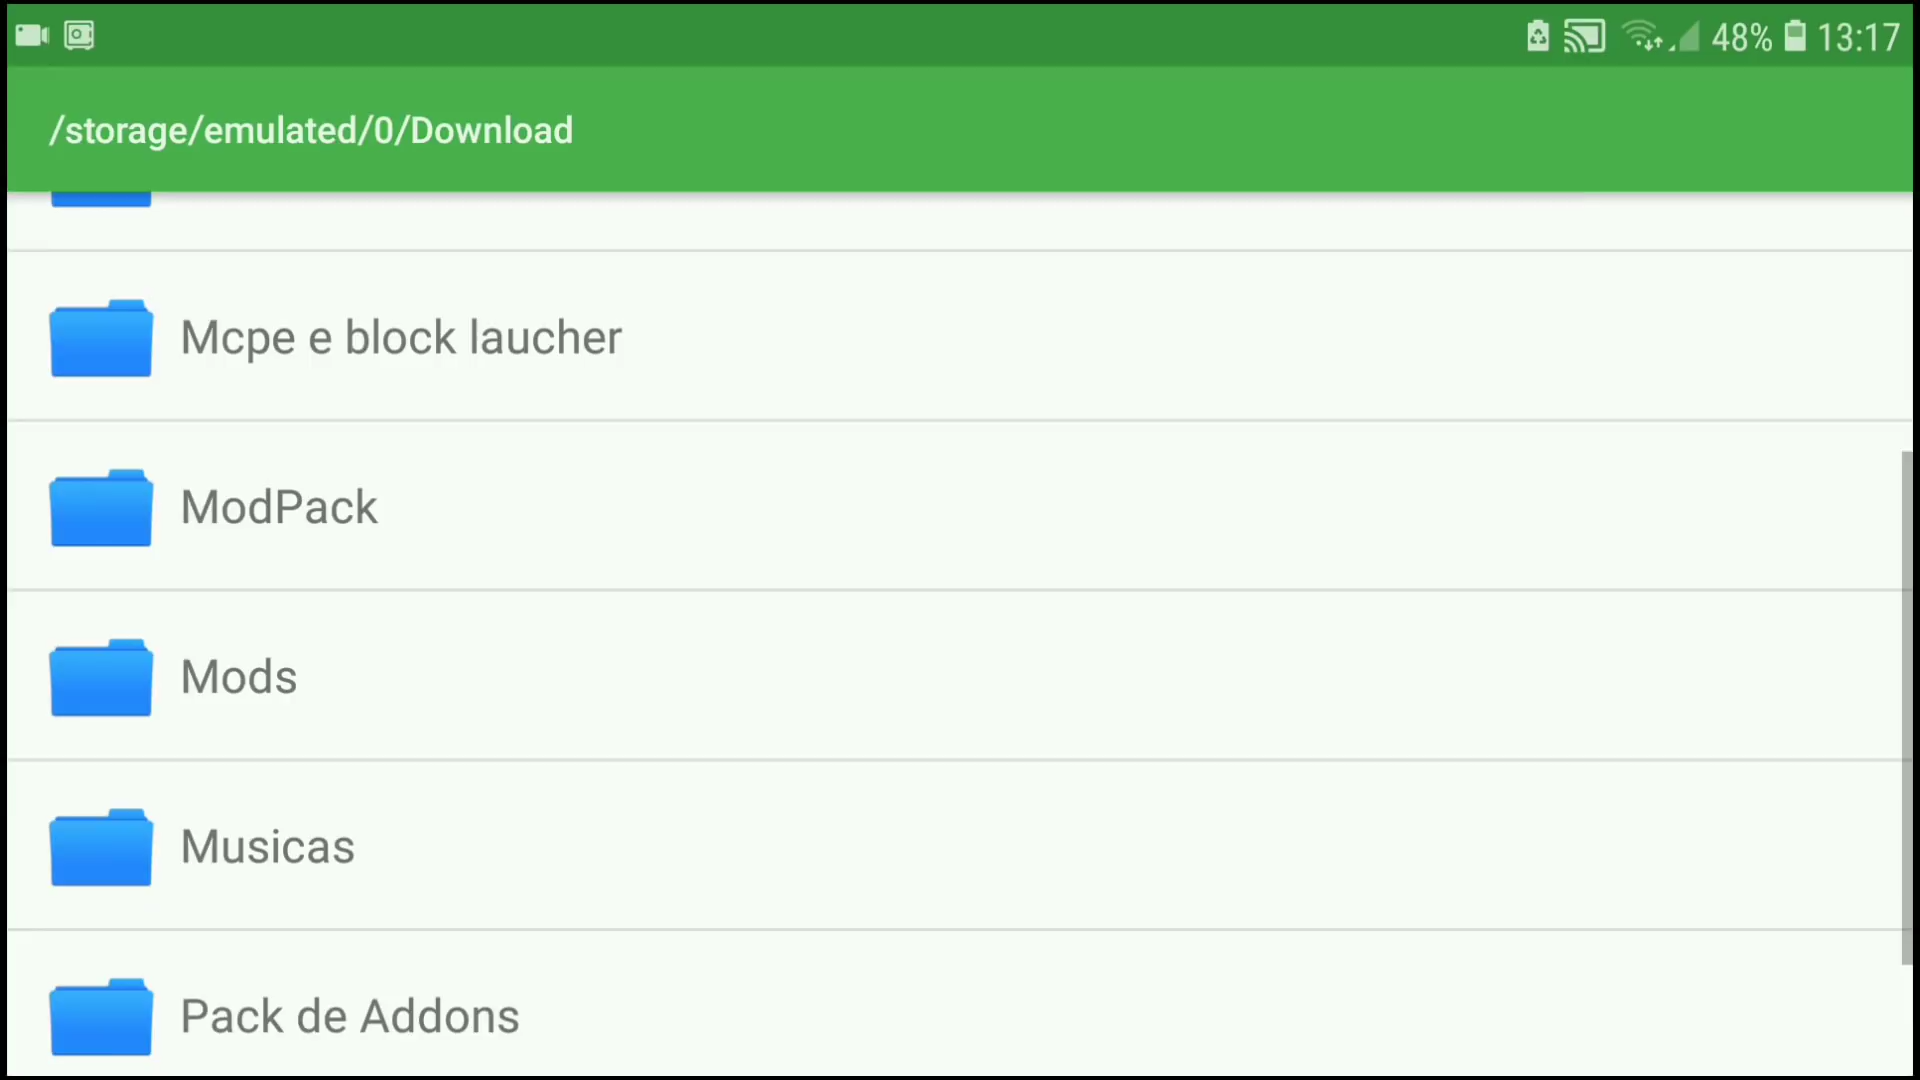 48% 13:17
/storage/emulated/0/Download
Mcpe e block laucher
ModPack
Mods
Musicas
Pack de Addons